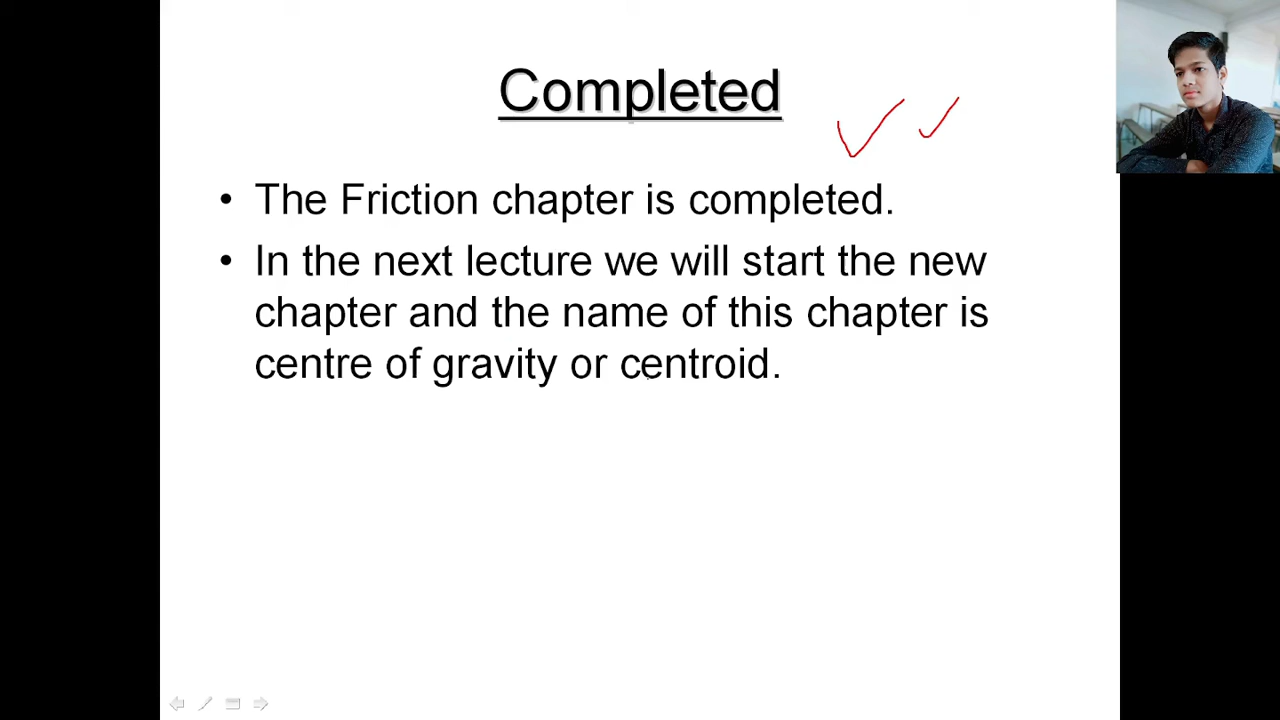 Completed
• The Friction chapter is completed.
• In the next lecture we will start the new
chapter and the name of this chapter is
centre of gravity or centroid.